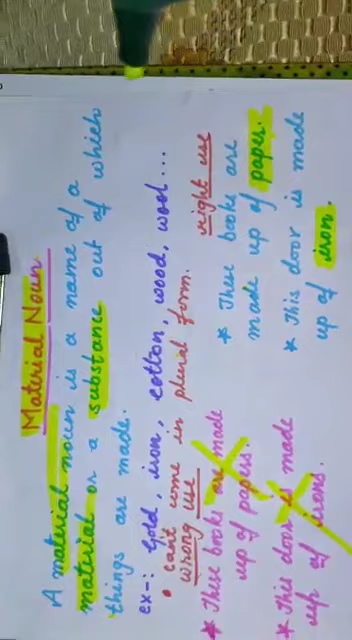 Material Noun
A material noun is a name of a
material or a substance out of which
things are made.
ex-: Gold, iron, cotton, wood, wool...
• can't come in plural form.
wrong use
* These books are made
up of papers.
* This door is made
up of irons.
right use
* These books are
made up of paper.
* This door is made
up of iron.